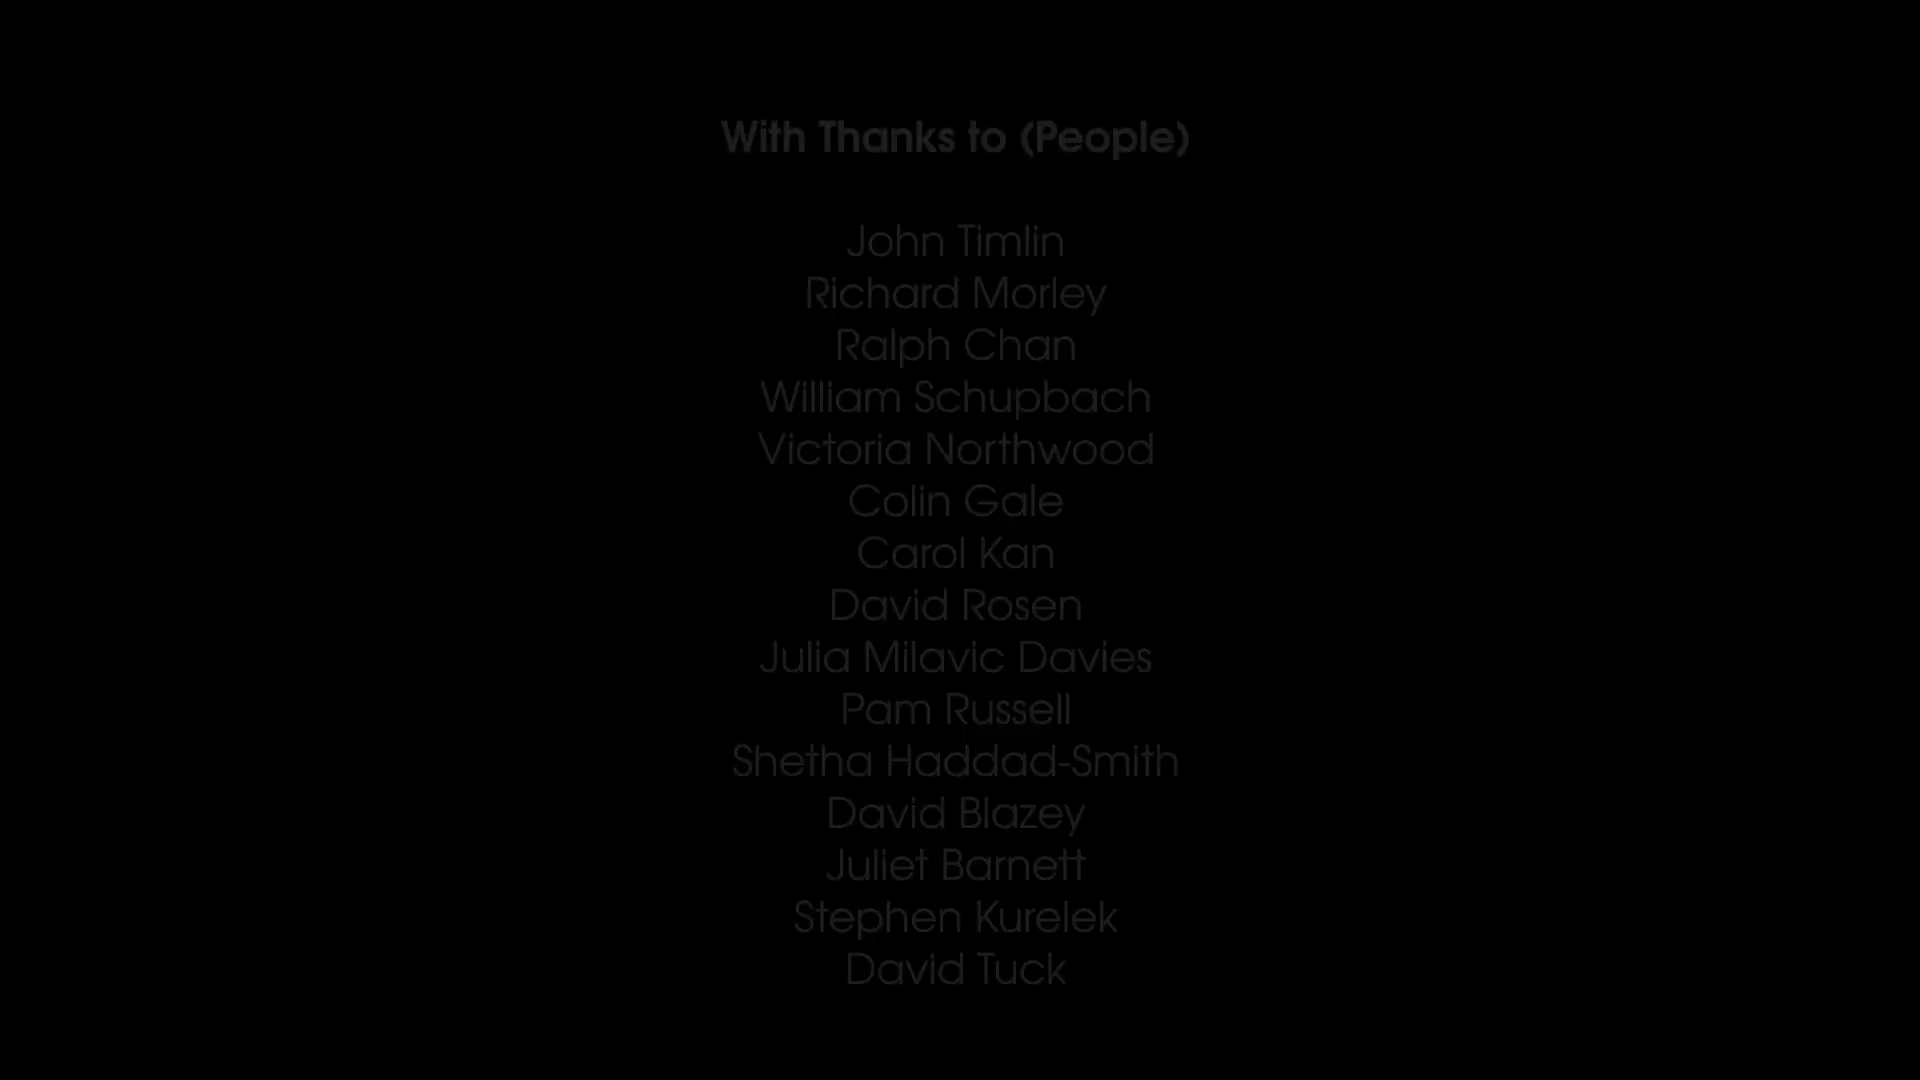 With Thanks to (People)
John Timlin
Richard Morley
Ralph Chan
William Schupbach
Victoria Northwood
Colin Gale
Carol Kan
David Rosen
Julia Milavic Davies
Pam Russell
Shetha Haddad-Smith
David Blazey
Juliet Barnett
Stephen Kurelek
David Tuck